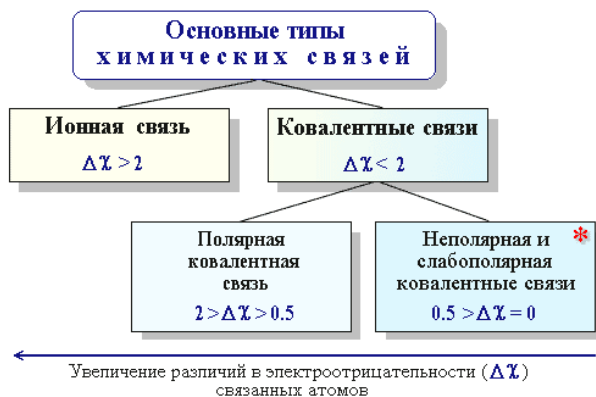 Основные типы
химических связей
Ионная связь
Δχ > 2
Ковалентные связи
Δχ < 2
Полярная
ковалентная
связь
2 > Δχ > 0.5
Неполярная и *
слабополярная
ковалентные связи
0.5 > Δχ = 0
Увеличение различий в электроотрицательности (Δχ)
связанных атомов